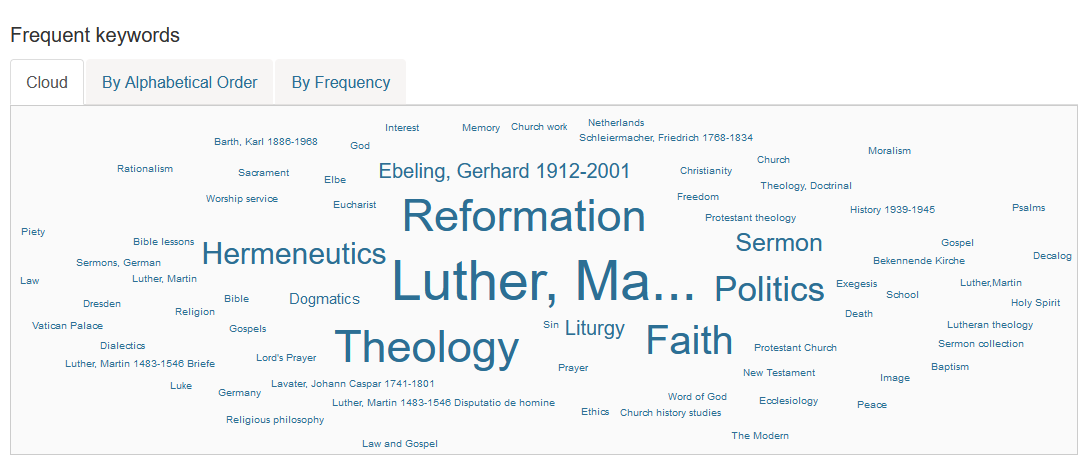 Frequent keywords
Cloud
By Alphabetical Order
By Frequency
Interest
Memory
Church work
Netherlands
Barth, Karl 1886-1968
God
Schleiermacher, Friedrich 1768-1834
Moralism
Rationalism
Sacrament
Elbe
Ebeling, Gerhard 1912-2001
Christianity
Church
Theology, Doctrinal
Worship service
Eucharist
Reformation
Freedom
Protestant theology
History 1939-1945
Psalms
Piety
Bible lessons
Hermeneutics
Sermon
Gospel
Decalog
Sermons, German
Bekennende Kirche
Law
Luther, Martin
Luther, Ma...
Politics
Exegesis
Luther,Martin
Dresden
Bible
Dogmatics
School
Holy Spirit
Religion
Death
Vatican Palace
Gospels
Sin
Liturgy
Faith
Lutheran theology
Dialectics
Theology
Protestant Church
Sermon collection
Luther, Martin 1483-1546 Briefe
Lord's Prayer
Prayer
New Testament
Image
Baptism
Luke
Germany
Lavater, Johann Caspar 1741-1801
Word of God
Ecclesiology
Peace
Luther, Martin 1483-1546 Disputatio de homine
Religious philosophy
Ethics
Church history studies
Law and Gospel
The Modern